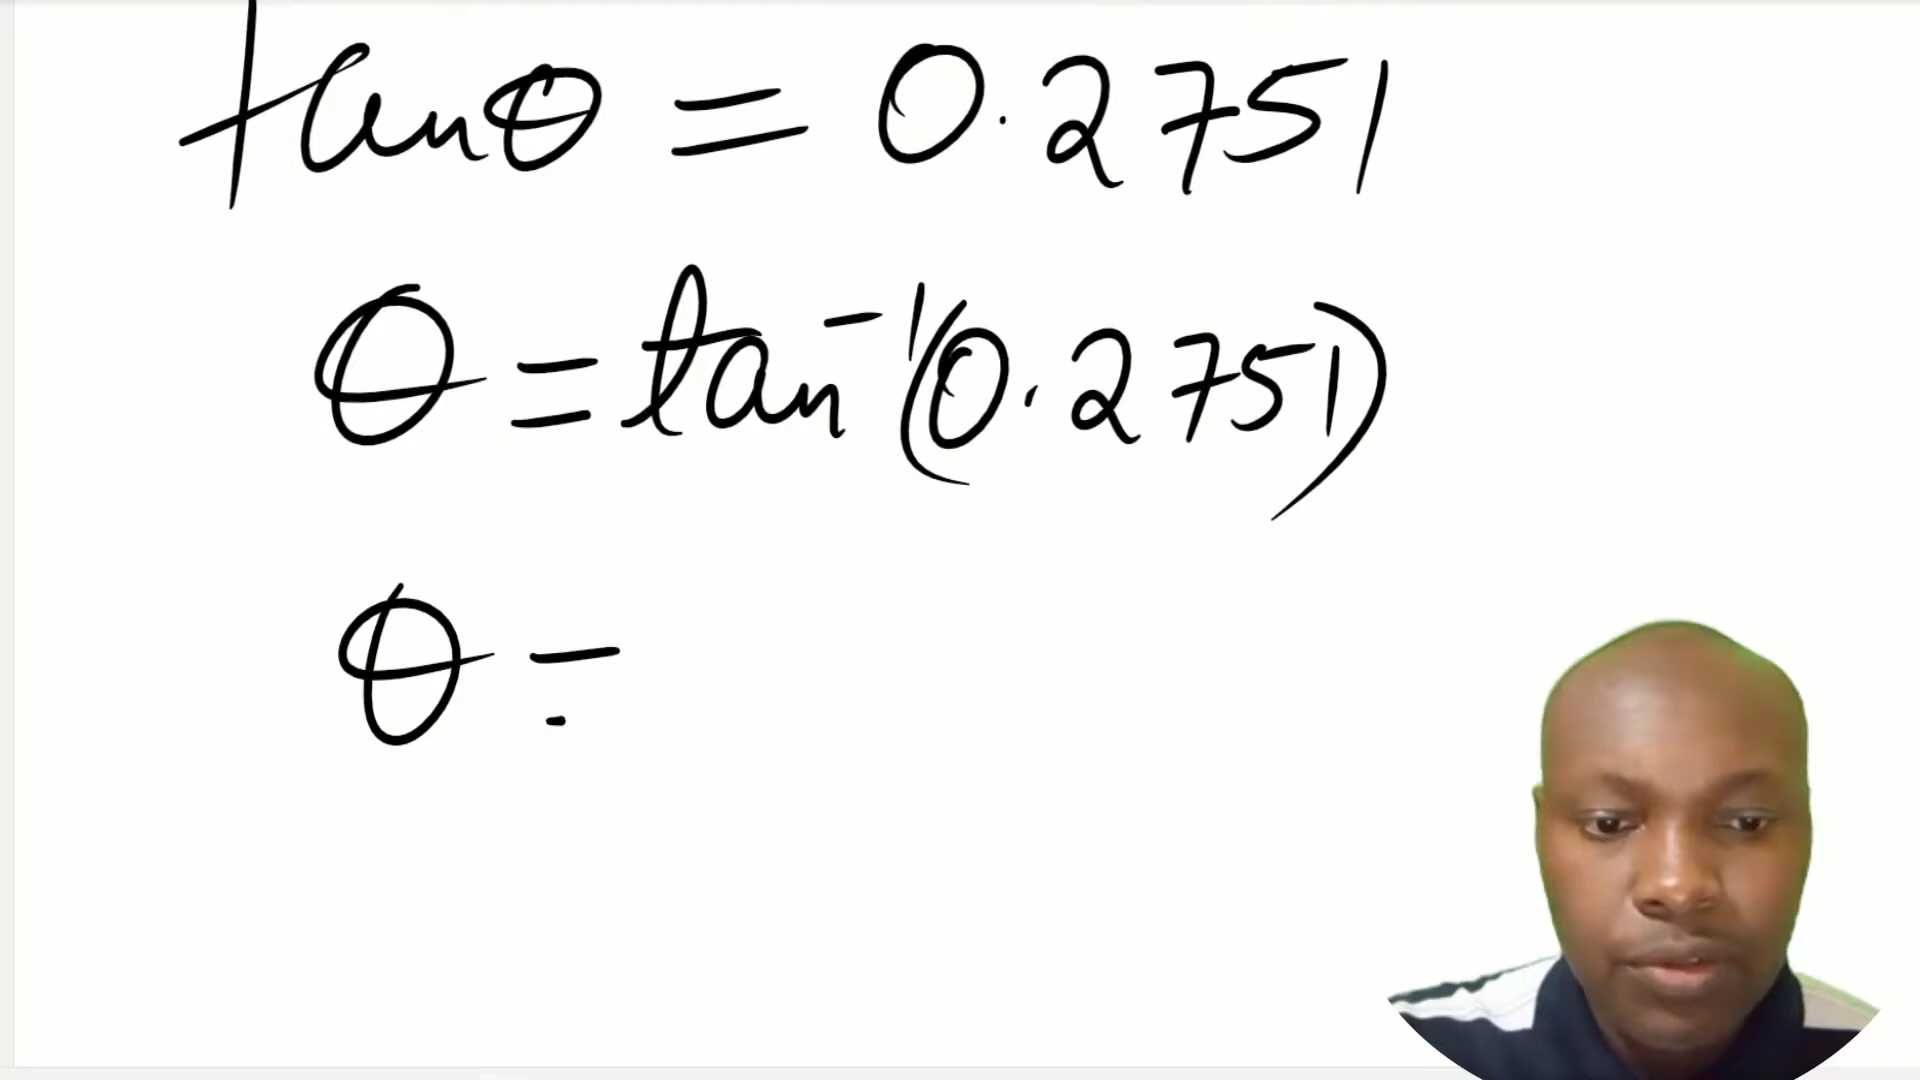 tanθ = 0.2751
θ = tan⁻¹(0.2751)
θ =